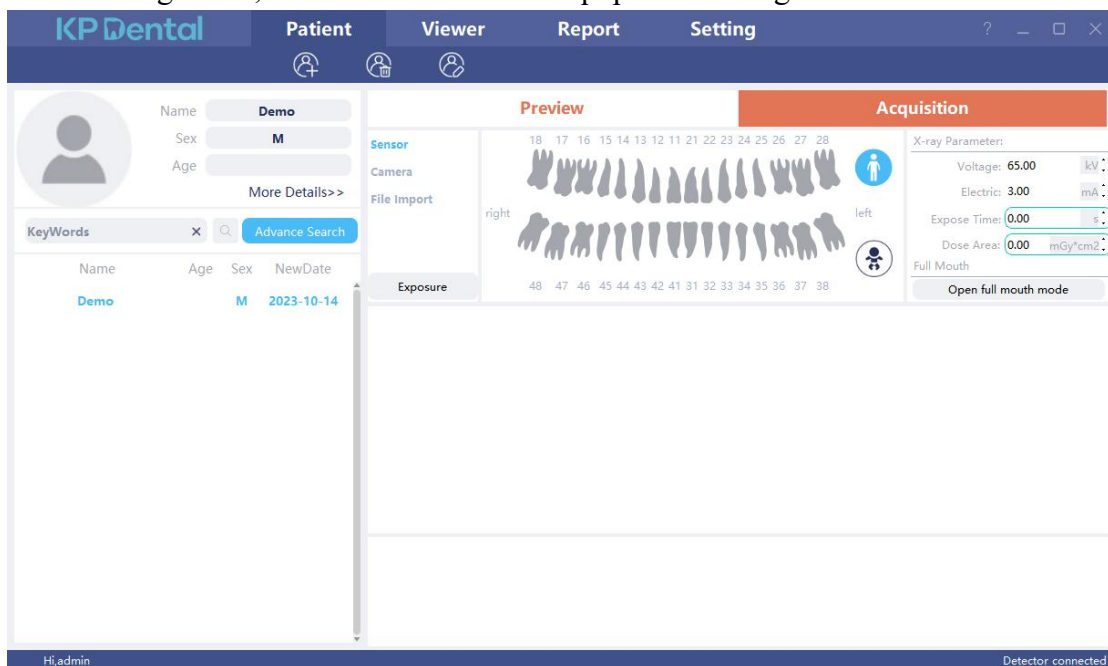 KP Dental Patient Viewer Report Setting
Name Demo
Sex M
Age
More Details>>
KeyWords Advance Search
Name Age Sex NewDate
Demo M 2023-10-14
Preview Acquisition
Sensor
Camera
File Import
Exposure
18 17 16 15 14 13 12 11 21 22 23 24 25 26 27 28
right left
48 47 46 45 44 43 42 41 31 32 33 34 35 36 37 38
X-ray Parameter:
Voltage: 65.00 kV
Electric: 3.00 mA
Expose Time: 0.00 s
Dose Area: 0.00 mGy*cm2
Full Mouth
Open full mouth mode
Hi,admin Detector connected